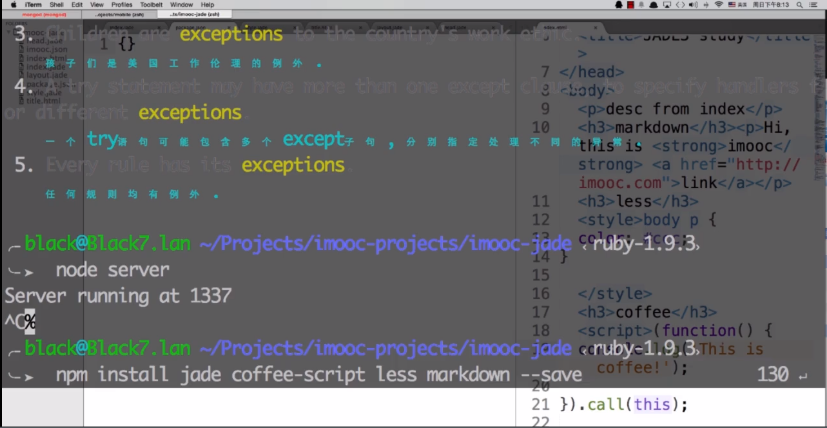 iTerm Shell Edit View Profiles Toolbelt Window Help
周日下午8:13
3. Children are exceptions to the country's work ethic.
孩子们是美国工作伦理的例外。
4. A try statement may have more than one except clause to specify handlers
for different exceptions.
一个try语句可能包含多个except子句,分别指定处理不同的异常。
5. Every rule has its exceptions
任何规则均有例外。
black@Black7.lan ~/Projects/imooc-projects/imooc-jade ‹ruby-1.9.3›
node server
Server running at 1337
^C%
black@Black7.lan ~/Projects/imooc-projects/imooc-jade ‹ruby-1.9.3›
npm install jade coffee-script less markdown --save 130 ↵
1 {}
index.html
layout.jade
title.html
6 <title>JADES study</title
>
7 </head>
8 <body>
9 <p>desc from index</p>
10 <h3>markdown</h3><p>Hi,
this is <strong>imooc</
strong> <a href="http://
imooc.com">link</a></p>
11 <h3>less</h3>
12 <style>body p {
13 color: #ccc;
14 }
15
16 </style>
17 <h3>coffee</h3>
18 <script>(function() {
This is
coffee!');
20
21 }).call(this);
22